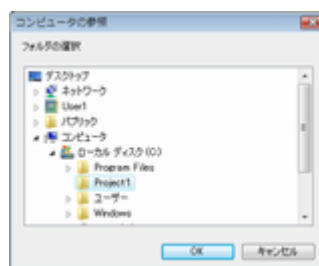 コンピュータの参照
フォルダの選択
デスクトップ
ネットワーク
User1
パブリック
コンピュータ
ローカル ディスク (C:)
Program Files
Project1
ユーザー
Windows
OK
キャンセル